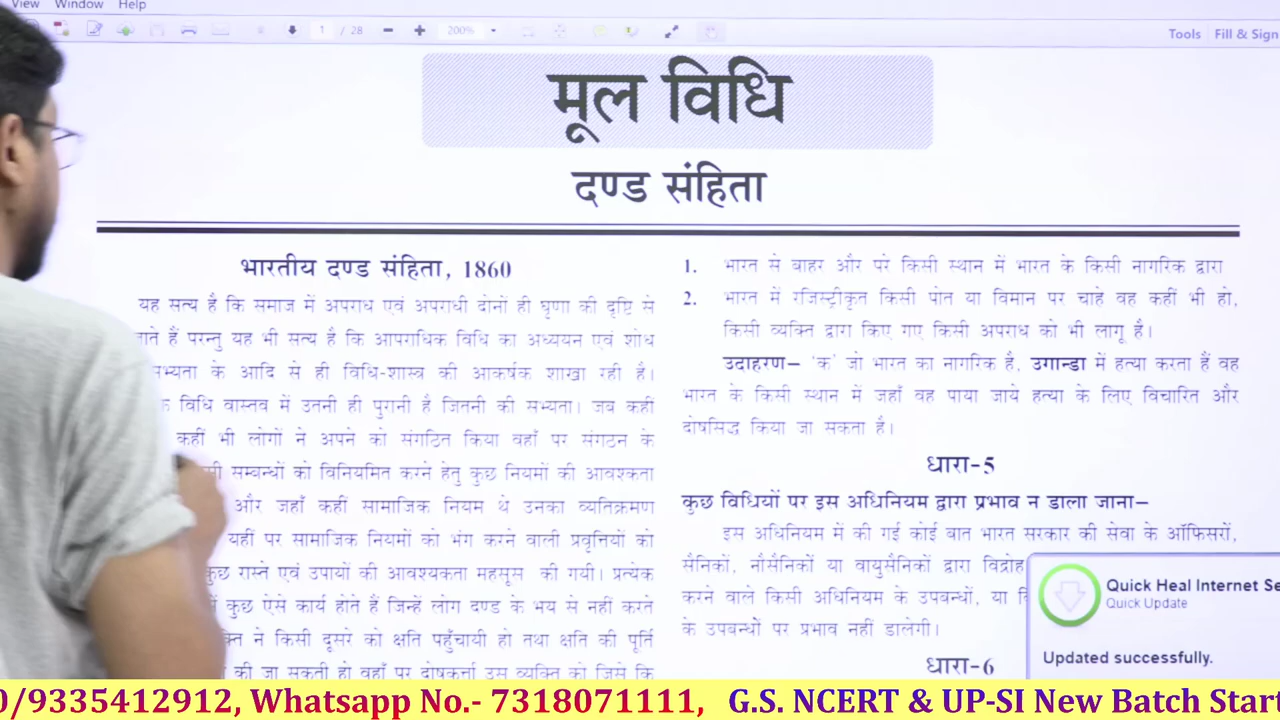 View Window Help
1 / 28
200%
Tools Fill & Sign
मूल विधि
दण्ड संहिता
भारतीय दण्ड संहिता, 1860
यह सत्य है कि समाज में अपराध एवं अपराधी दोनों ही घृणा की दृष्टि से
जाते हैं परन्तु यह भी सत्य है कि आपराधिक विधि का अध्ययन एवं शोध
सभ्यता के आदि से ही विधि-शास्त्र की आकर्षक शाखा रही है।
विधि वास्तव में उतनी ही पुरानी है जितनी की सभ्यता। जब कहीं
कहीं भी लोगों ने अपने को संगठित किया वहाँ पर संगठन के
सम्बन्धों को विनियमित करने हेतु कुछ नियमों की आवश्कता
और जहाँ कहीं सामाजिक नियम थे उनका व्यतिक्रमण
यहीं पर सामाजिक नियमों को भंग करने वाली प्रवृत्तियों को
कुछ रास्ते एवं उपायों की आवश्यकता महसूस की गयी। प्रत्येक
कुछ ऐसे कार्य होते हैं जिन्हें लोग दण्ड के भय से नहीं करते
ने किसी दूसरे को क्षति पहुँचायी हो तथा क्षति की पूर्ति
की जा सकती हो वहाँ पर दोषकर्त्ता उस व्यक्ति को जिसे कि
1. भारत से बाहर और परे किसी स्थान में भारत के किसी नागरिक द्वारा
2. भारत में रजिस्ट्रीकृत किसी पोत या विमान पर चाहे वह कहीं भी हो,
किसी व्यक्ति द्वारा किए गए किसी अपराध को भी लागू है।
उदाहरण– 'क' जो भारत का नागरिक है, उगान्डा में हत्या करता हैं वह
भारत के किसी स्थान में जहाँ वह पाया जाये हत्या के लिए विचारित और
दोषसिद्ध किया जा सकता है।
धारा-5
कुछ विधियों पर इस अधिनियम द्वारा प्रभाव न डाला जाना–
इस अधिनियम में की गई कोई बात भारत सरकार की सेवा के ऑफिसरों,
सैनिकों, नौसैनिकों या वायुसैनिकों द्वारा विद्रोह
करने वाले किसी अधिनियम के उपबन्धों, या
के उपबन्धों पर प्रभाव नहीं डालेगी।
धारा-6
Quick Heal Internet Se
Quick Update
Updated successfully.
0/9335412912, Whatsapp No.- 7318071111, G.S. NCERT & UP-SI New Batch Start